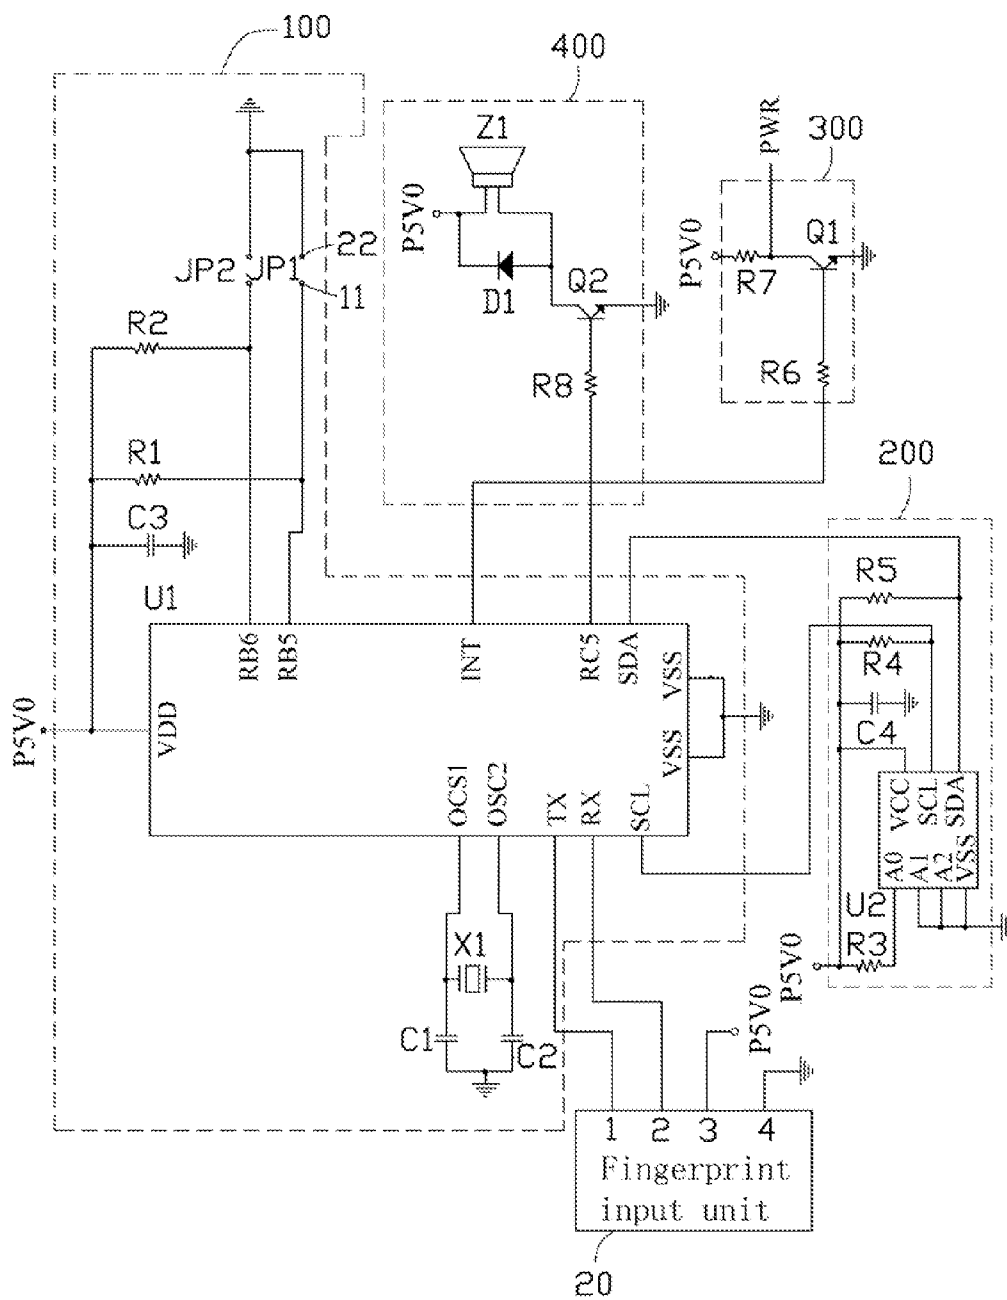 100
400
Z1
P5V0
D1
Q2
R8
PWR
300
Q1
P5V0
R7
R6
22
JP2
JP1
11
R2
R1
C3
200
R5
R4
C4
U1
RB6
RB5
INT
RC5
SDA
VSS
VSS
VDD
P5V0
OCS1
OSC2
TX
RX
SCL
VCC
SCL
SDA
A0
A1
A2
VSS
U2
R3
P5V0
X1
C1
C2
P5V0
1 2 3 4
Fingerprint
input unit
20